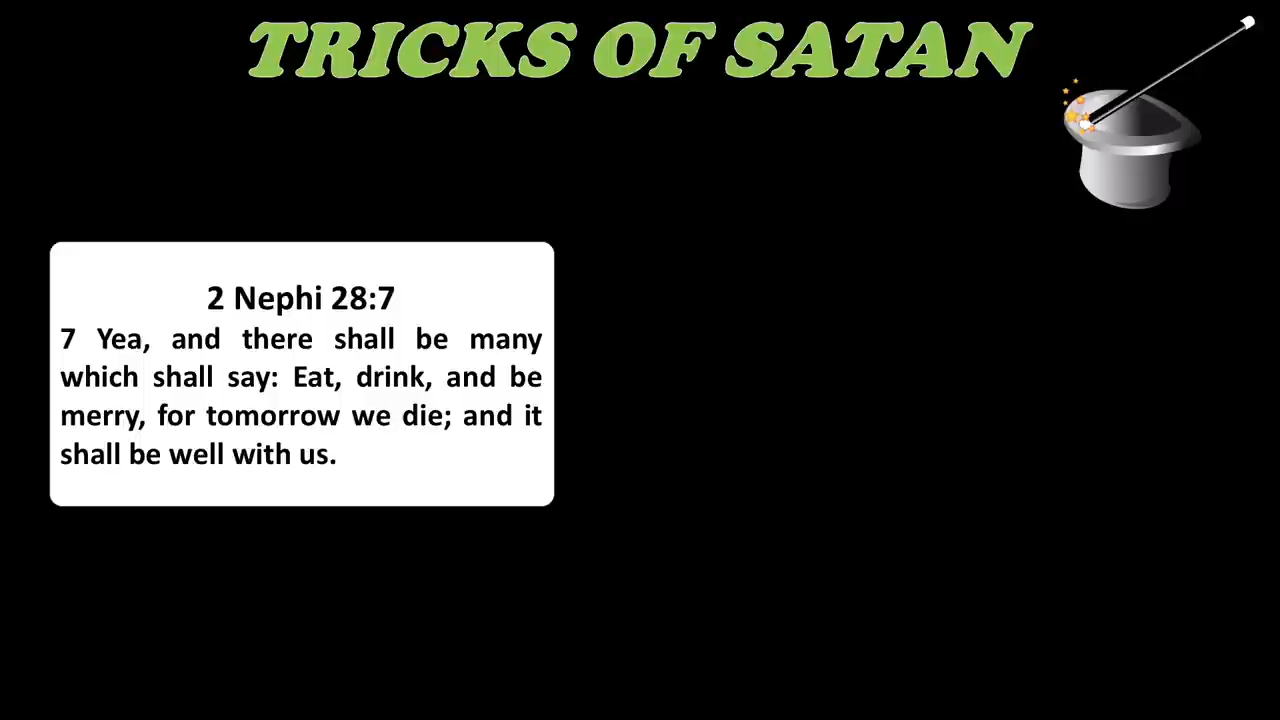 TRICKS OF SATAN
2 Nephi 28:7
7 Yea, and there shall be many
which shall say: Eat, drink, and be
merry, for tomorrow we die; and it
shall be well with us.